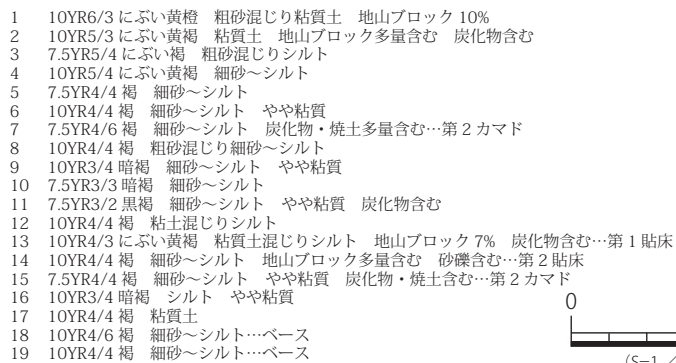 1 10YR6/3 にぶい黄橙 粗砂混じり粘質土 地山ブロック 10%
2 10YR5/3 にぶい黄褐 粘質土 地山ブロック多量含む 炭化物含む
3 7.5YR5/4 にぶい褐 粗砂混じりシルト
4 10YR5/4 にぶい黄褐 細砂～シルト
5 7.5YR4/4 褐 細砂～シルト
6 10YR4/4 褐 細砂～シルト やや粘質
7 7.5YR4/6 褐 細砂～シルト 炭化物・焼土多量含む…第２カマド
8 10YR4/4 褐 粗砂混じり細砂～シルト
9 10YR3/4 暗褐 細砂～シルト やや粘質
10 7.5YR3/3 暗褐 細砂～シルト
11 7.5YR3/2 黒褐 細砂～シルト やや粘質 炭化物含む
12 10YR4/4 褐 粘土混じりシルト
13 10YR4/3 にぶい黄褐 粘質土混じりシルト 地山ブロック 7% 炭化物含む…第１貼床
14 10YR4/4 褐 細砂～シルト 地山ブロック多量含む 砂礫含む…第２貼床
15 7.5YR4/4 褐 細砂～シルト やや粘質 炭化物・焼土含む…第２カマド
16 10YR3/4 暗褐 シルト やや粘質
17 10YR4/4 褐 粘質土
18 10YR4/6 褐 細砂～シルト…ベース
19 10YR4/4 褐 細砂～シルト…ベース
0
(S=1